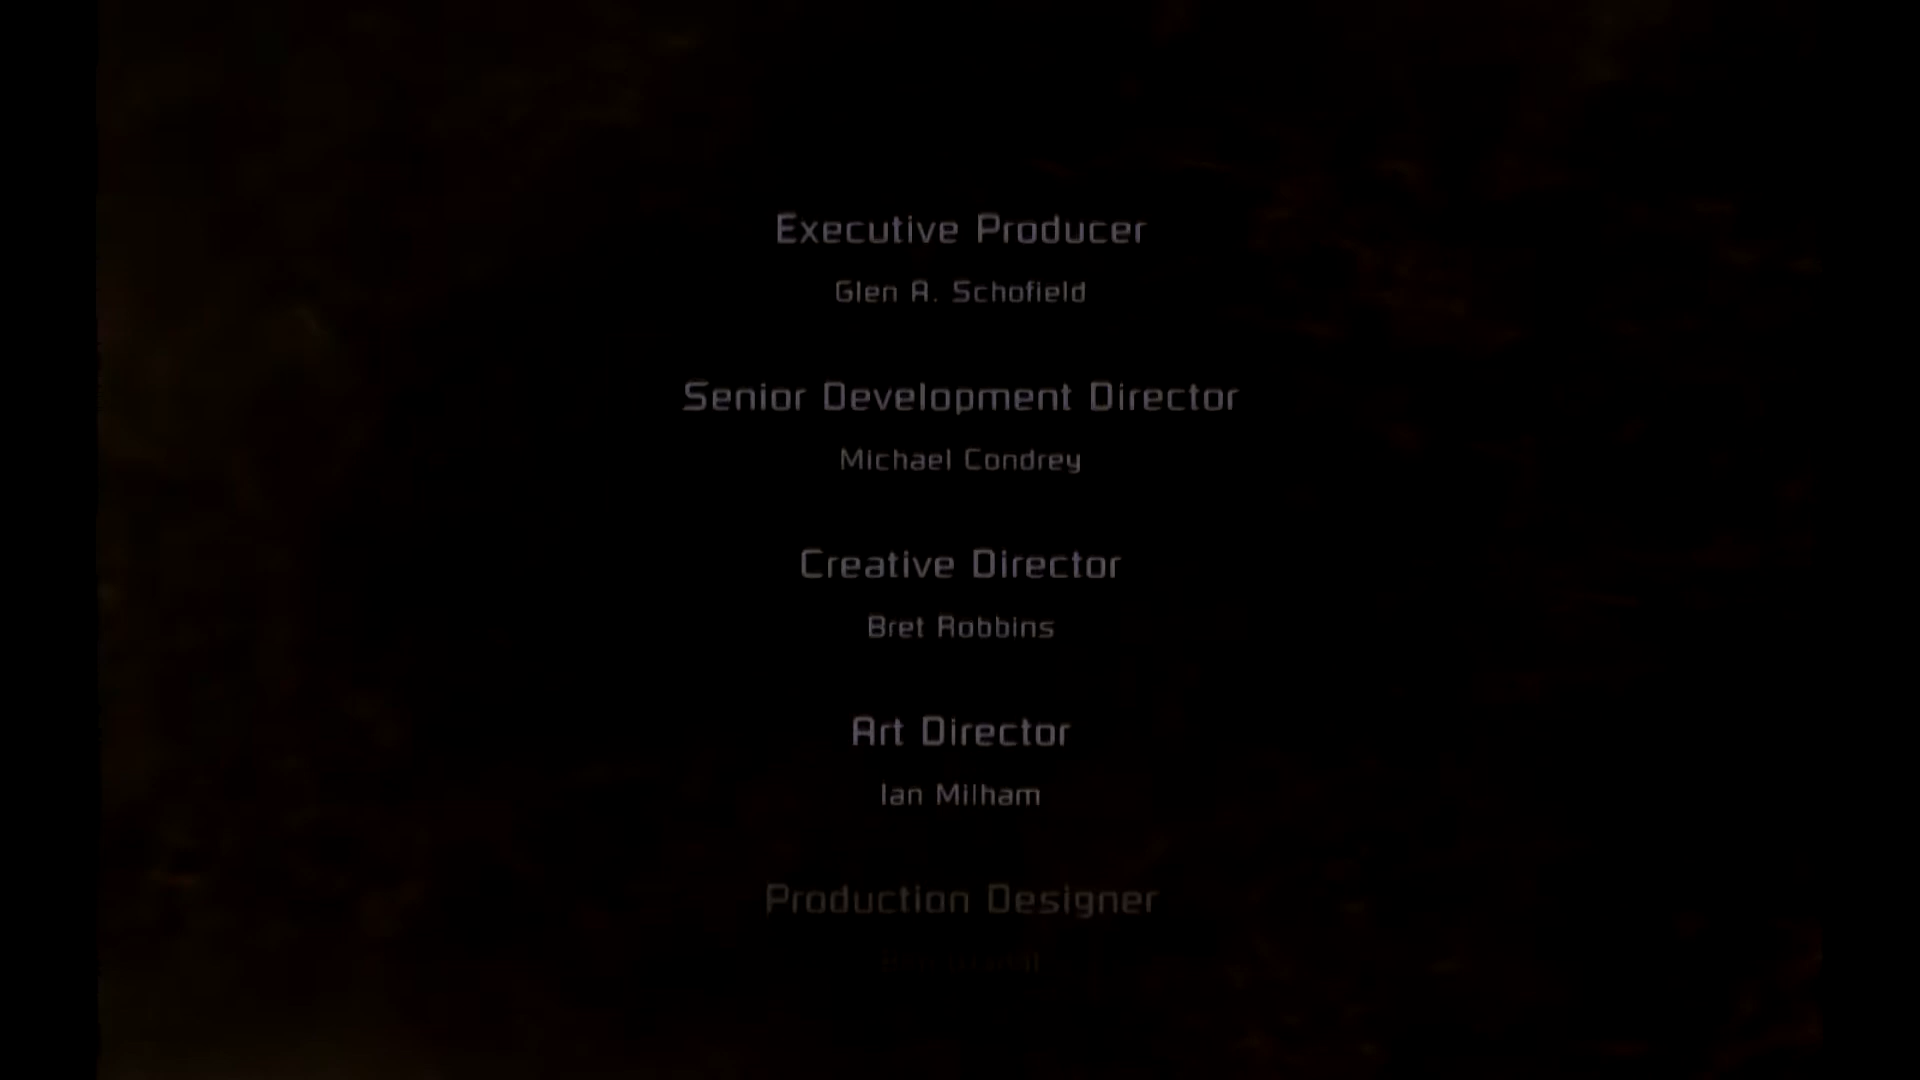 Executive Producer
Glen A. Schofield
Senior Development Director
Michael Condrey
Creative Director
Bret Robbins
Art Director
Ian Milham
Production Designer